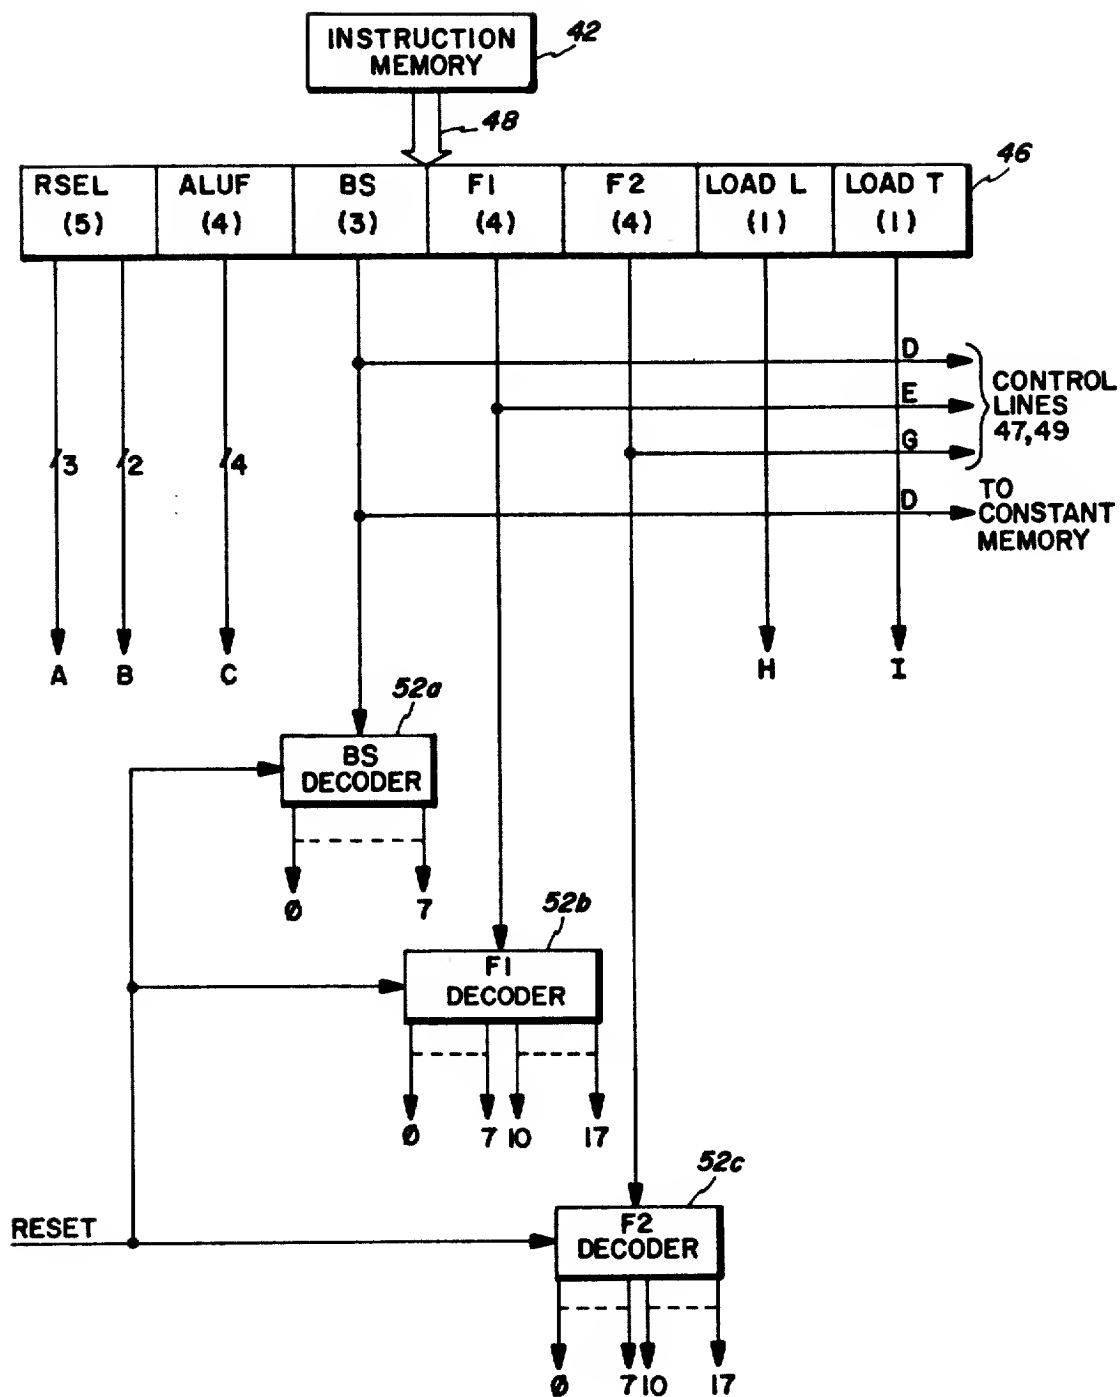 INSTRUCTION
MEMORY
42
48
46
RSEL
(5)
ALUF
(4)
BS
(3)
F1
(4)
F2
(4)
LOAD L
(1)
LOAD T
(1)
D
E
G
CONTROL
LINES
47,49
3
2
4
D
TO
CONSTANT
MEMORY
A
B
C
H
I
52a
BS
DECODER
Ø
7
52b
F1
DECODER
Ø
7
10
17
52c
RESET
F2
DECODER
Ø
7
10
17